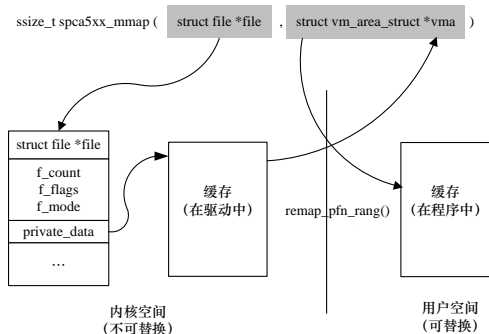 ssize_t spca5xx_mmap ( struct file *file , struct vm_area_struct *vma )
struct file *file
f_count
f_flags
f_mode
private_data
…
缓存
(在驱动中)
remap_pfn_rang()
缓存
(在程序中)
内核空间
(不可替换)
用户空间
(可替换)